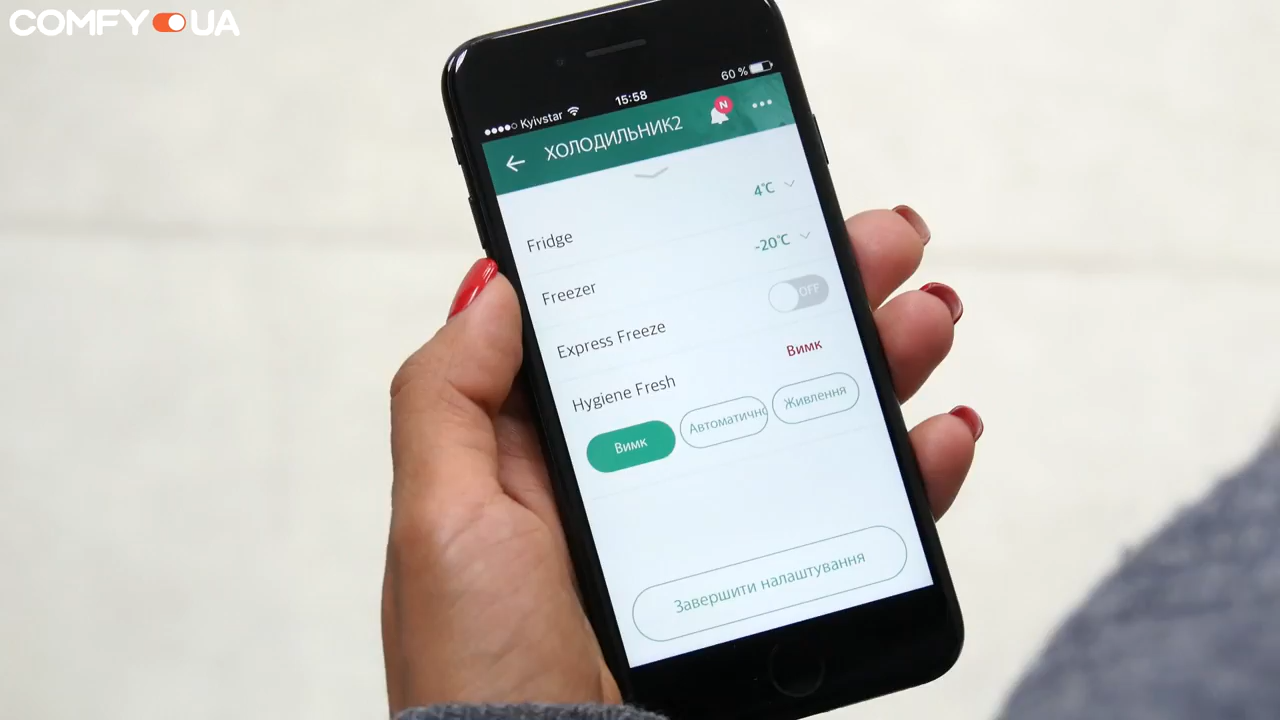 COMFY UA
Kyivstar 15:58 60 %
ХОЛОДИЛЬНИК2 N
Fridge 4°C
Freezer -20°C
Express Freeze OFF
Hygiene Fresh Вимк
Вимк Автоматично Живлення
Завершити налаштування